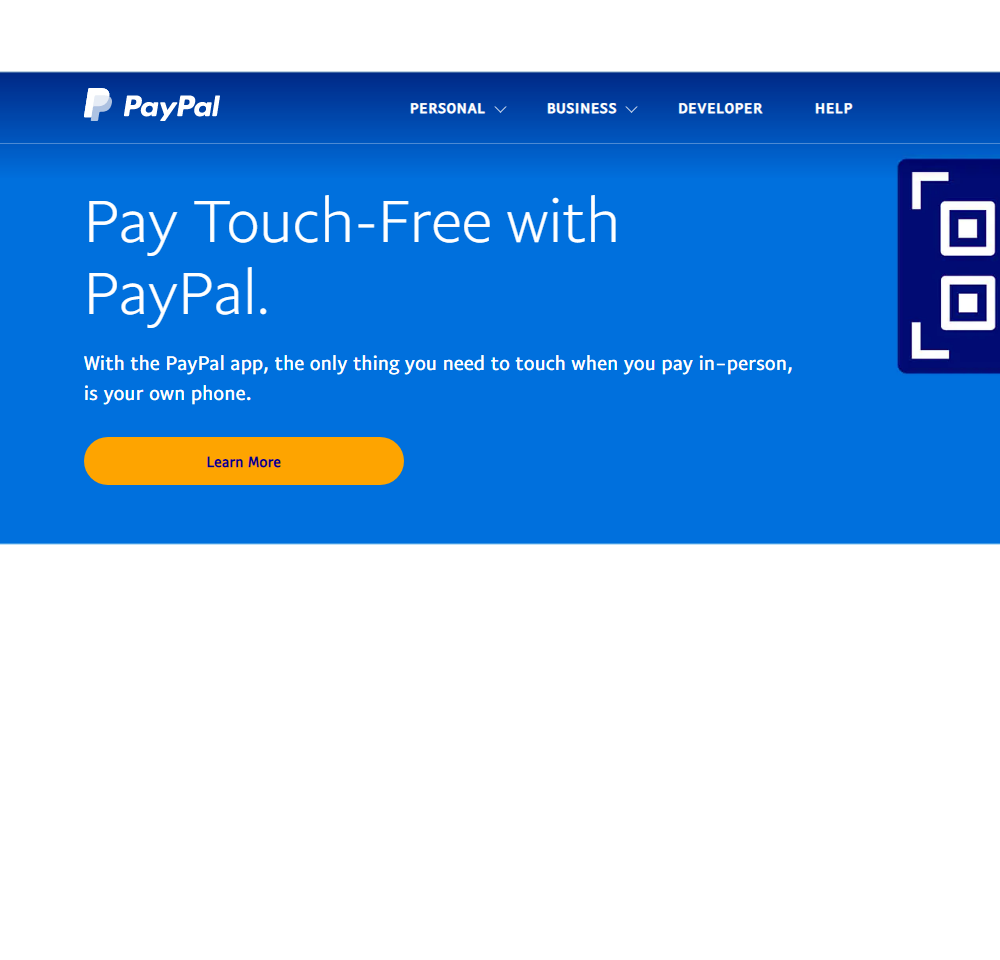 PayPal
PERSONAL
BUSINESS
DEVELOPER
HELP
Pay Touch-Free with
PayPal.
With the PayPal app, the only thing you need to touch when you pay in-person,
is your own phone.
Learn More